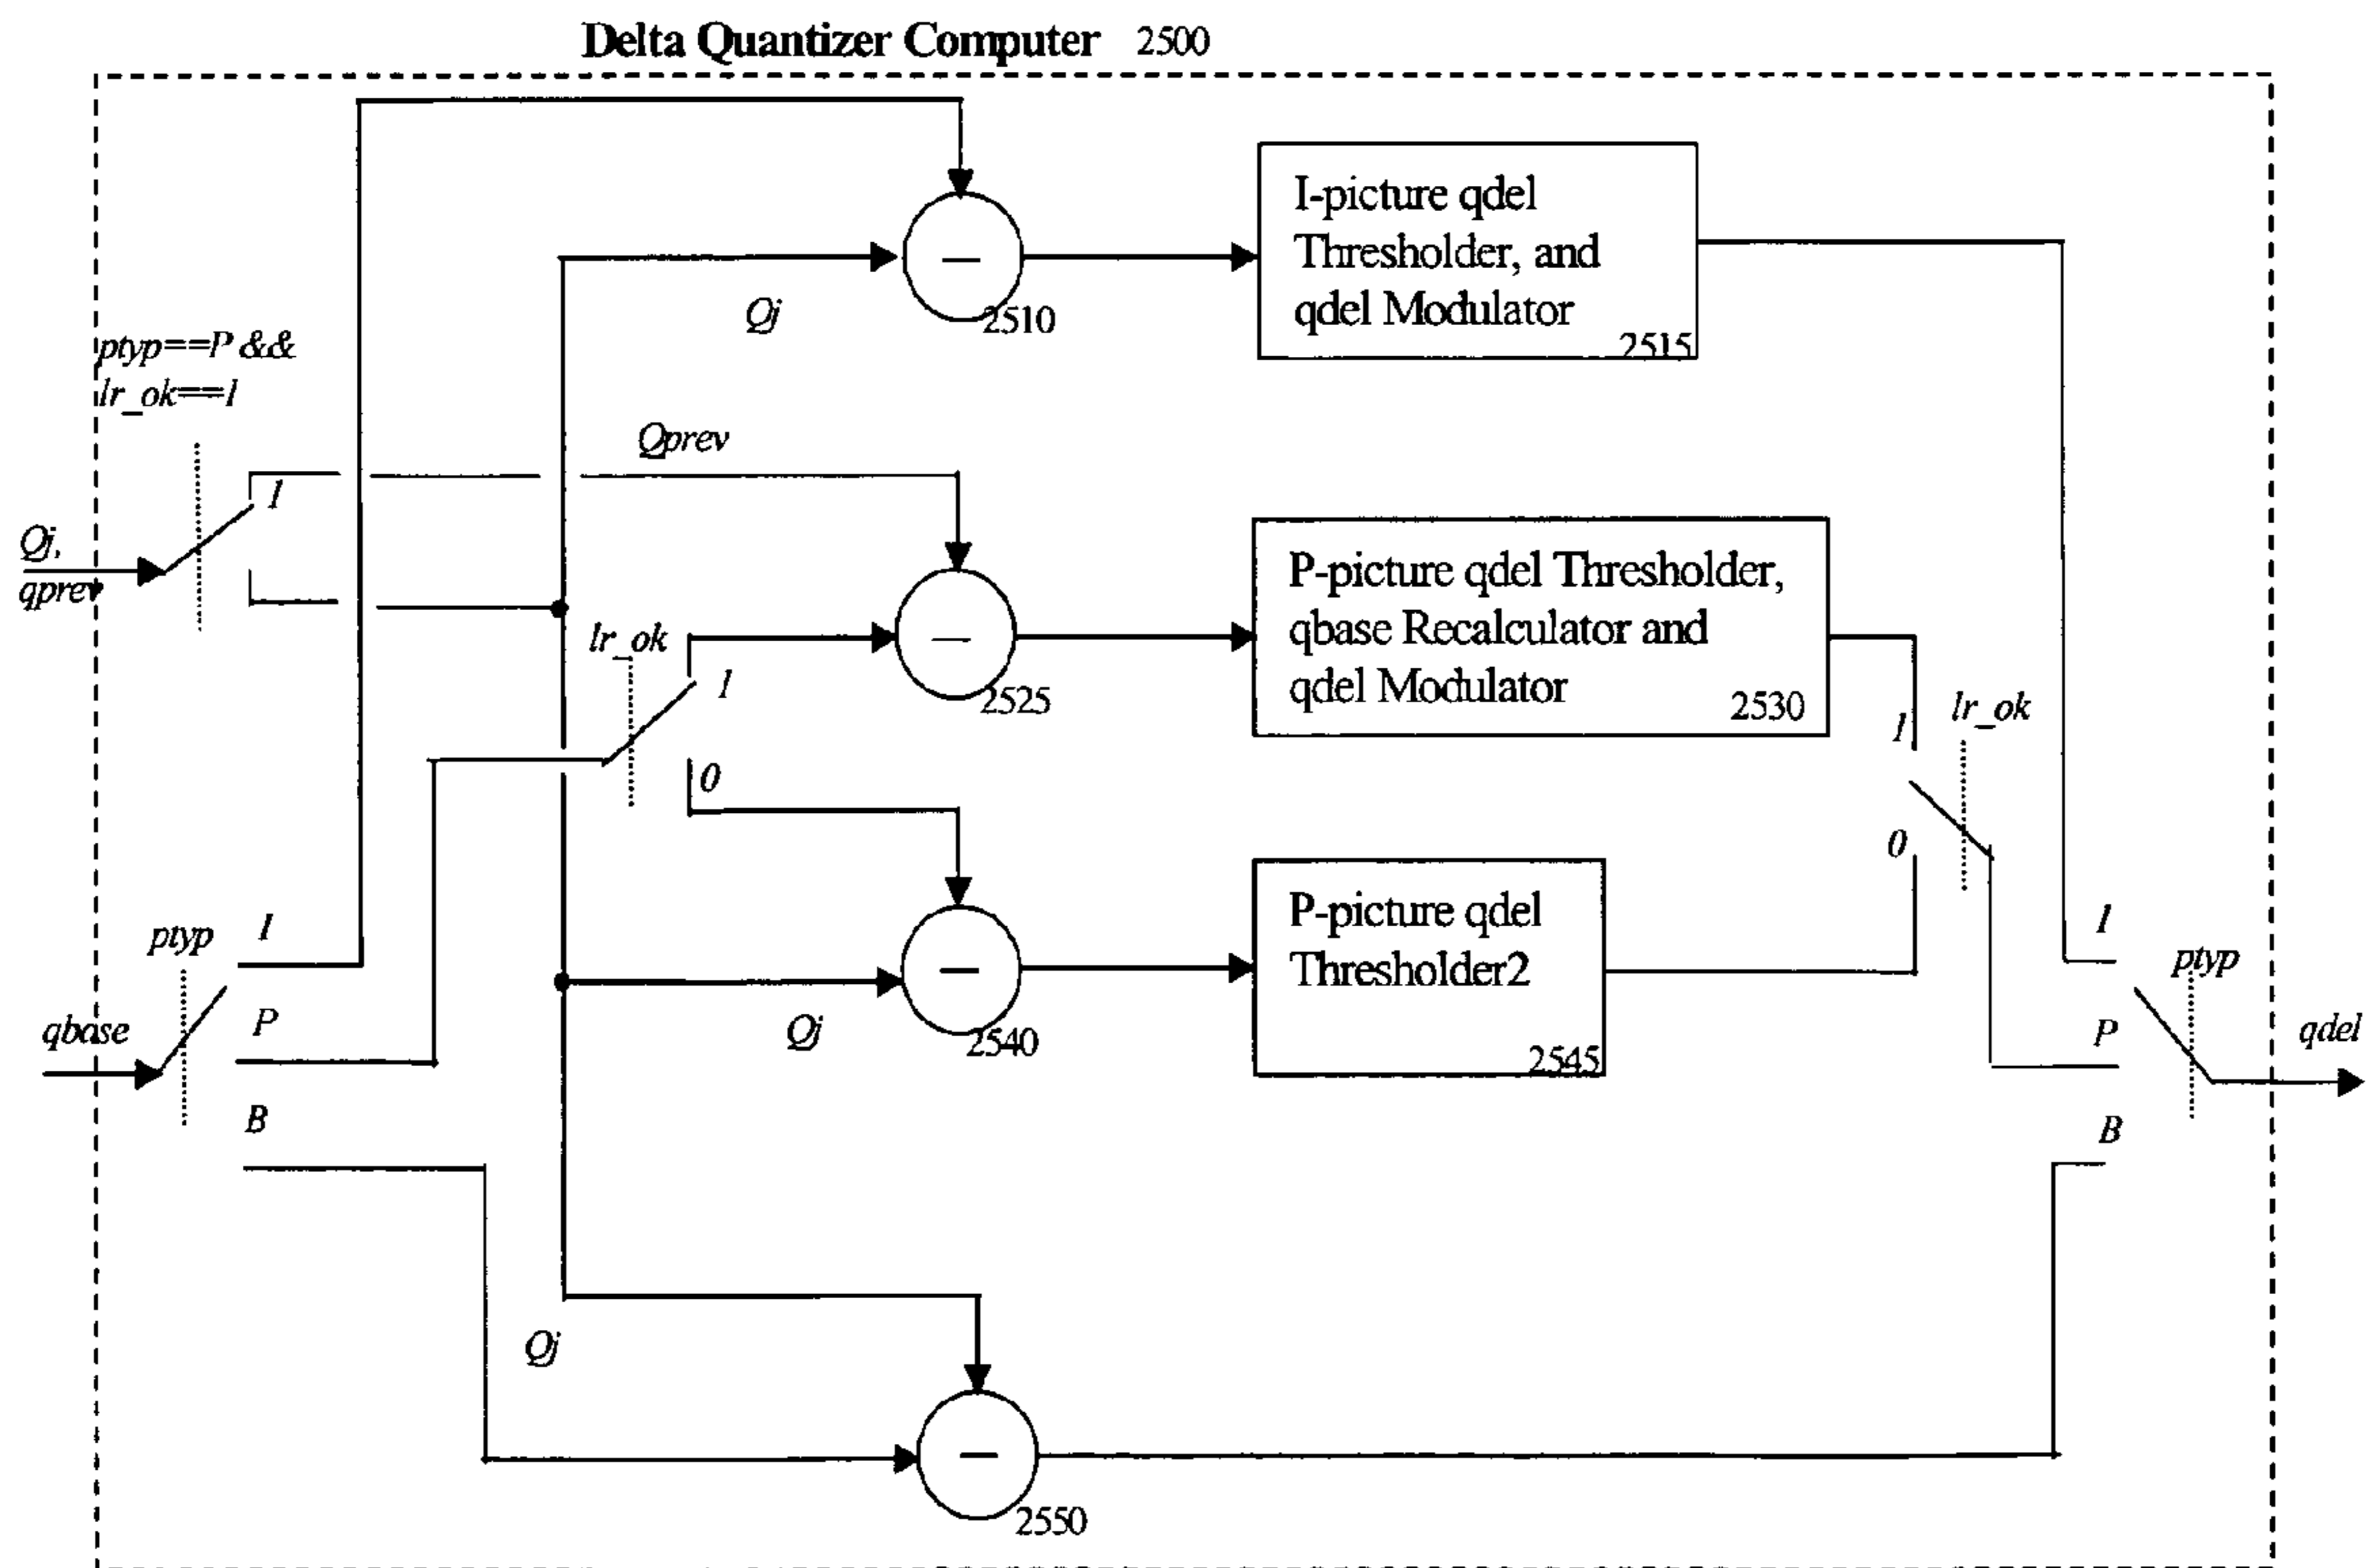 Delta Quantizer Computer 2500
I-picture qdel
Thresholder, and
qdel Modulator
2515
2510
Qj
ptyp==P &&
lr_ok==1
Qprev
1
Qj,
qprev
P-picture qdel Thresholder,
qbase Recalculator and
qdel Modulator
2530
lr_ok
1
2525
0
1
lr_ok
0
P-picture qdel
Thresholder2
2545
2540
Qj
ptyp
I
P
B
qbase
I
ptyp
P
B
qdel
Qj
2550